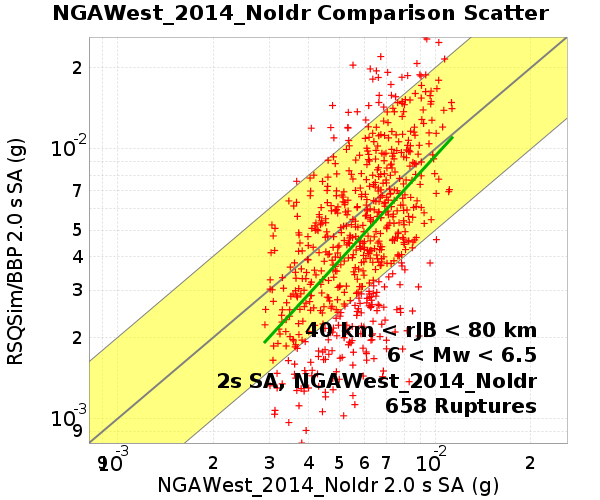 NGAWest_2014_NoIdr Comparison Scatter
RSQSim/BBP 2.0 s SA (g)
2
10-2
7
5
4
3
2
10-3
9
40 km < rJB < 80 km
6 < Mw < 6.5
2s SA, NGAWest_2014_NoIdr
658 Ruptures
9 10-3 2 3 4 5 6 7 10-2 2
NGAWest_2014_NoIdr 2.0 s SA (g)